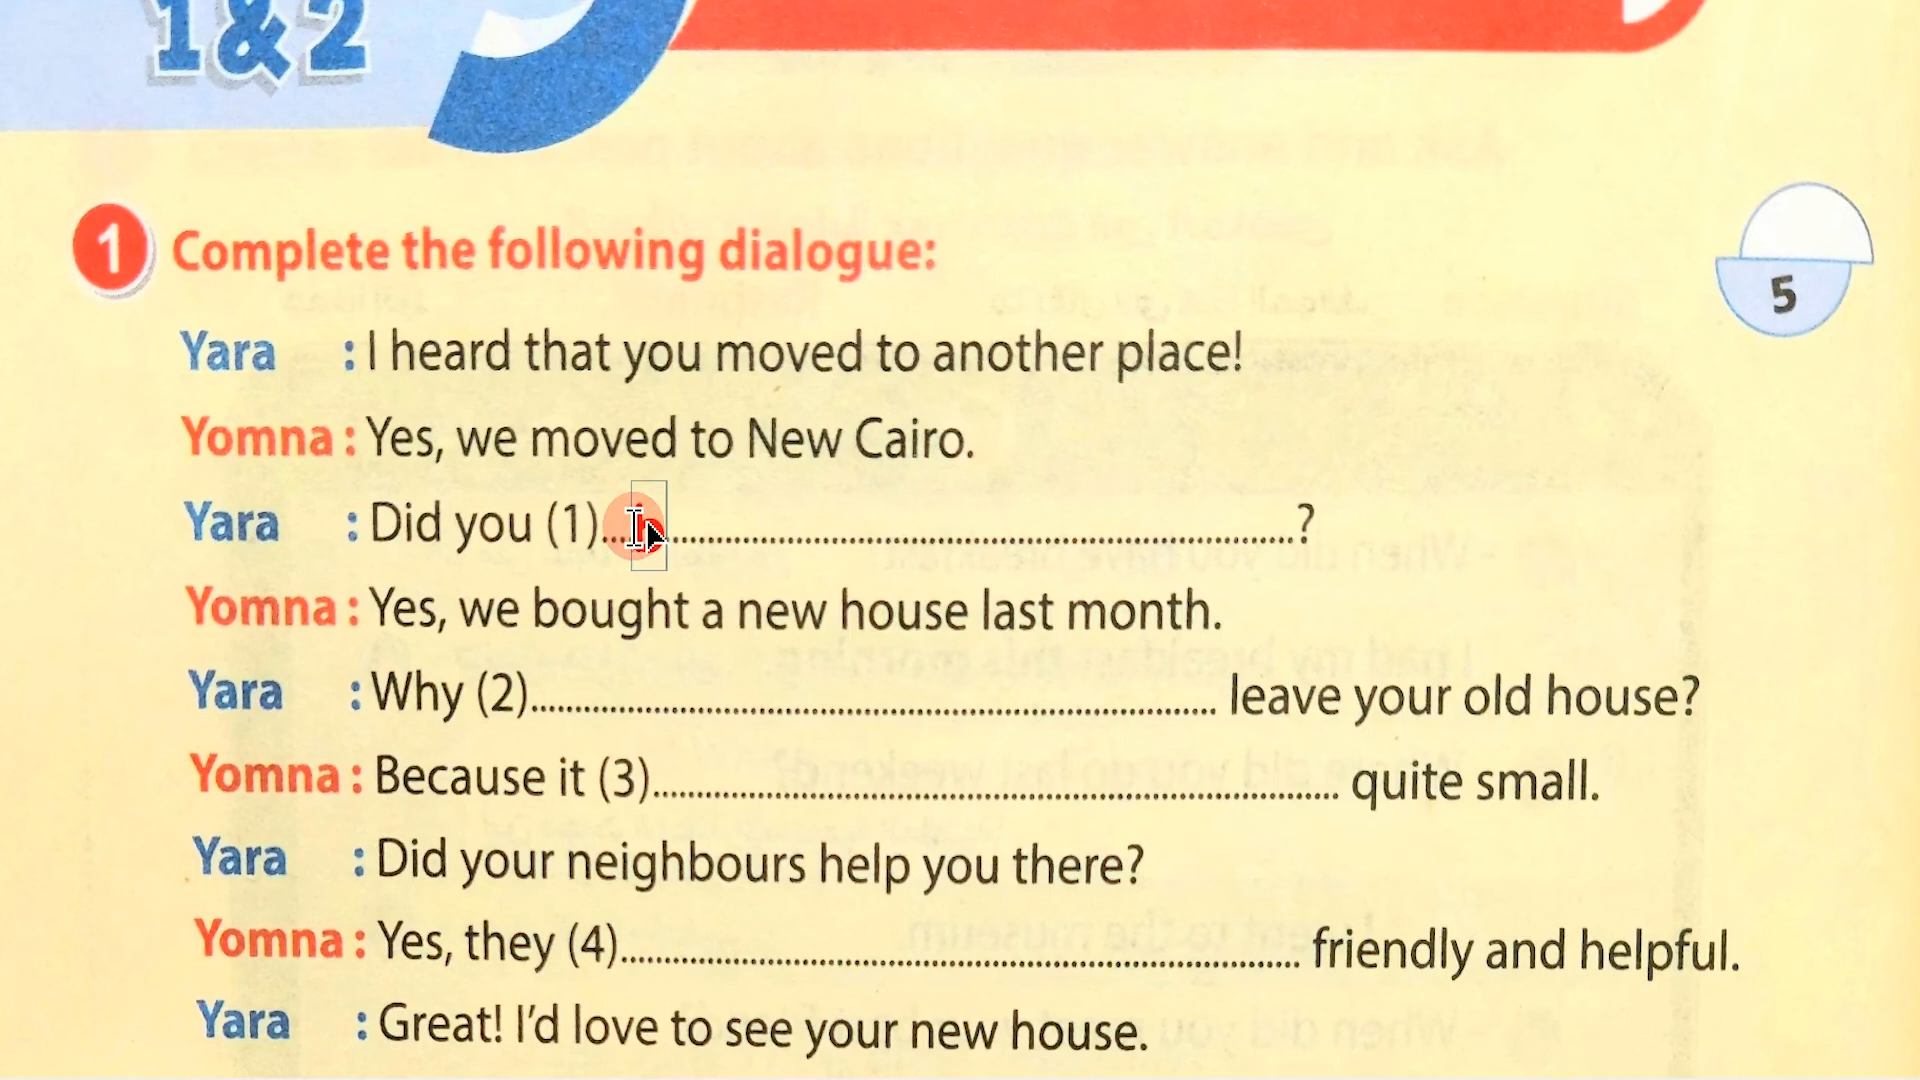 1&2
1 Complete the following dialogue:
5
Yara : I heard that you moved to another place!
Yomna : Yes, we moved to New Cairo.
Yara : Did you (1)....................?
Yomna : Yes, we bought a new house last month.
Yara : Why (2).................... leave your old house?
Yomna : Because it (3).................... quite small.
Yara : Did your neighbours help you there?
Yomna : Yes, they (4).................... friendly and helpful.
Yara : Great! I'd love to see your new house.